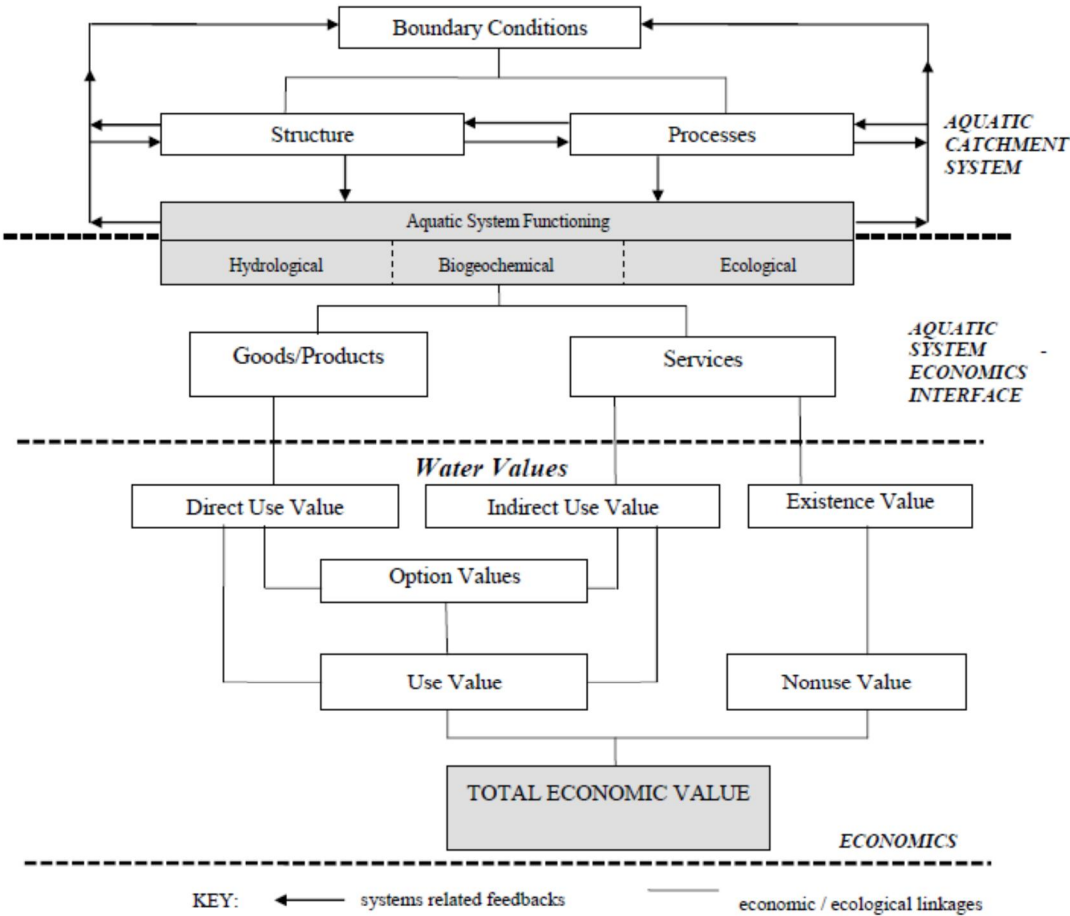 Boundary Conditions
Structure
Processes
AQUATIC
CATCHMENT
SYSTEM
Aquatic System Functioning
Hydrological
Biogeochemical
Ecological
Goods/Products
Services
AQUATIC
SYSTEM -
ECONOMICS
INTERFACE
Water Values
Direct Use Value
Indirect Use Value
Existence Value
Option Values
Use Value
Nonuse Value
TOTAL ECONOMIC VALUE
ECONOMICS
KEY: systems related feedbacks economic / ecological linkages